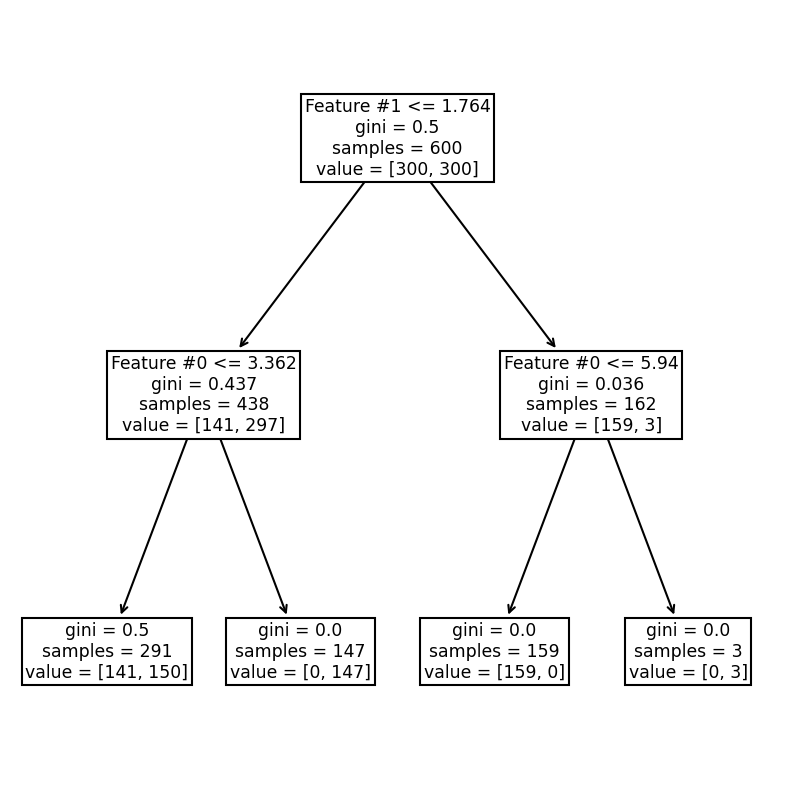 Feature #1 <= 1.764
gini = 0.5
samples = 600
value = [300, 300]
Feature #0 <= 3.362
gini = 0.437
samples = 438
value = [141, 297]
Feature #0 <= 5.94
gini = 0.036
samples = 162
value = [159, 3]
gini = 0.5
samples = 291
value = [141, 150]
gini = 0.0
samples = 147
value = [0, 147]
gini = 0.0
samples = 159
value = [159, 0]
gini = 0.0
samples = 3
value = [0, 3]